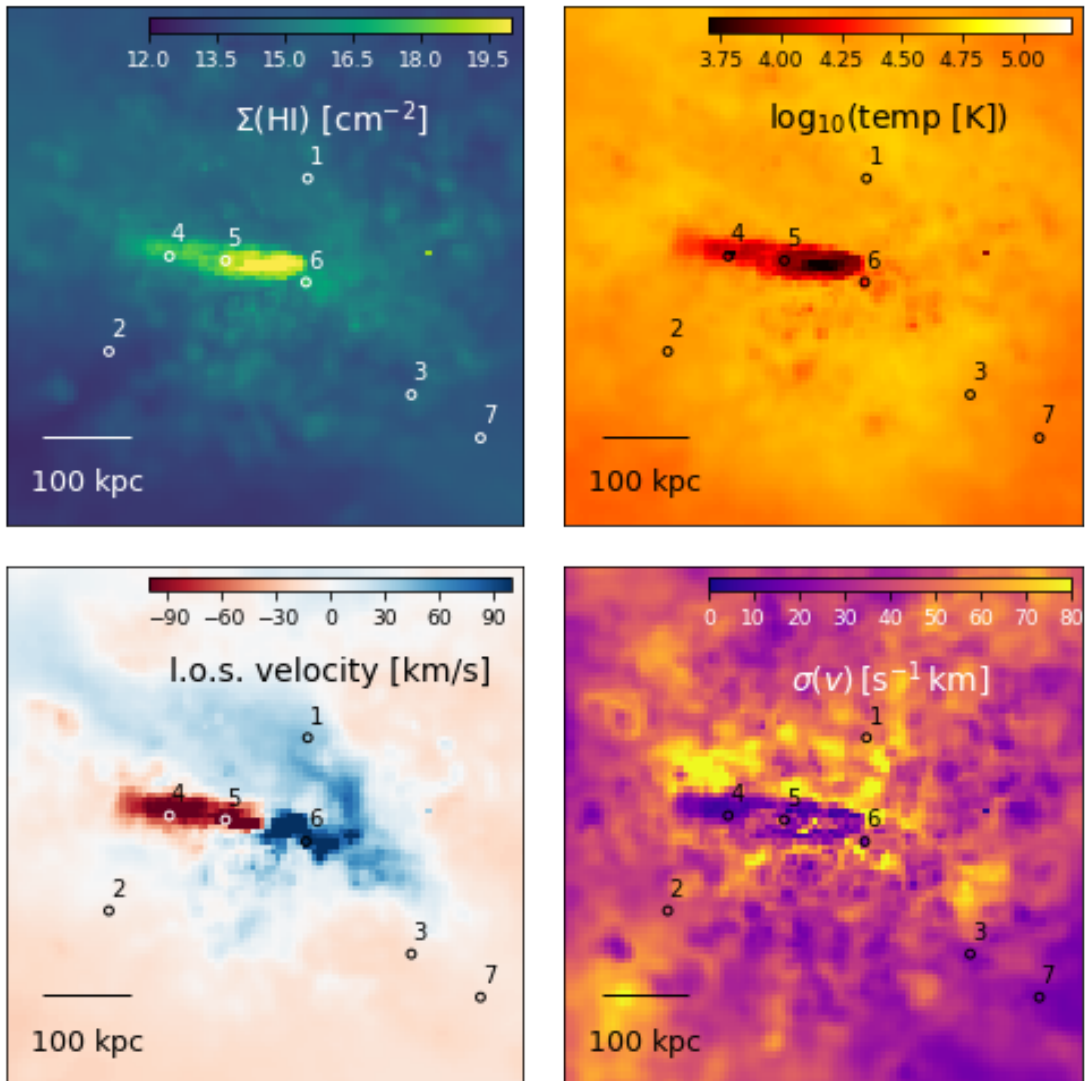 12.0 13.5 15.0 16.5 18.0 19.5
Σ(HI) [cm⁻²]
1
4 5 6
2
3
7
100 kpc
3.75 4.00 4.25 4.50 4.75 5.00
log₁₀(temp [K])
1
4 5 6
2
3
7
100 kpc
−90 −60 −30 0 30 60 90
l.o.s. velocity [km/s]
1
4 5 6
2
3
7
100 kpc
0 10 20 30 40 50 60 70 80
σ(v) [s⁻¹ km]
1
4 5 6
2
3
7
100 kpc